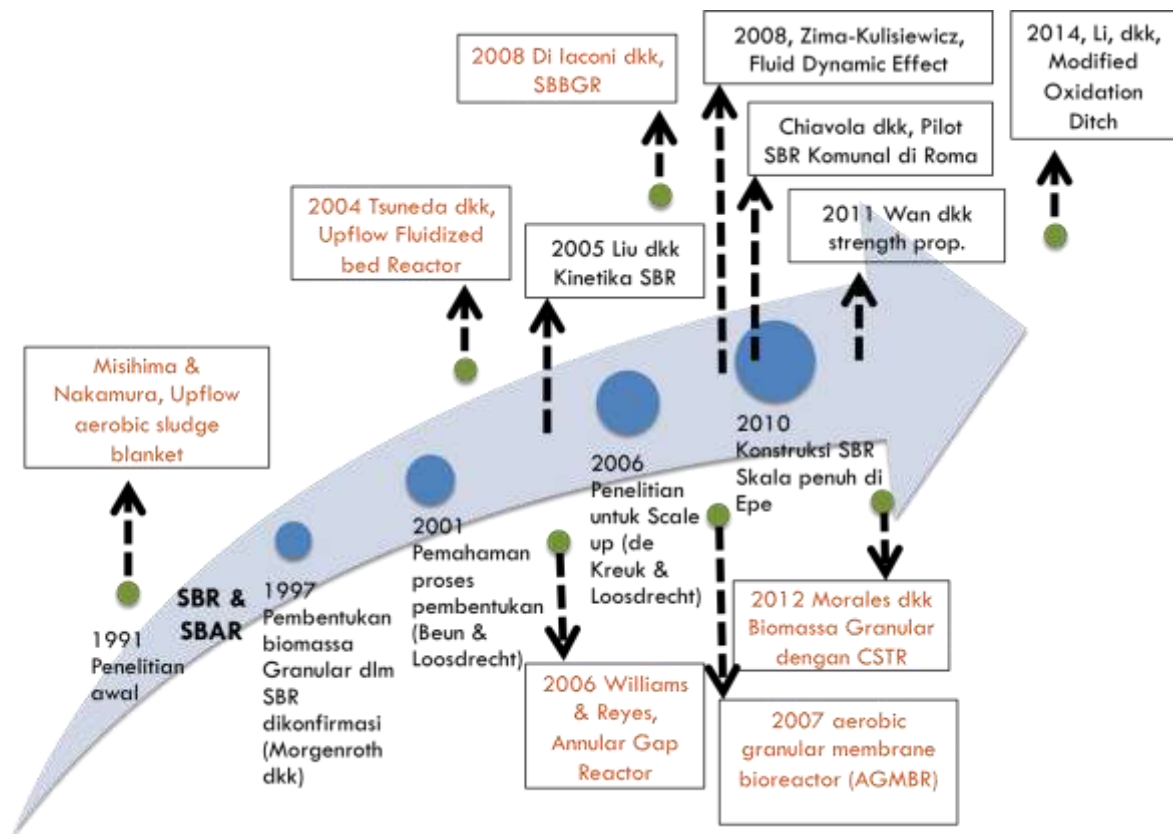 2008 Di Iaconi dkk,
SBBGR
2008, Zima-Kulisiewicz,
Fluid Dynamic Effect
2014, Li, dkk,
Modified
Oxidation
Ditch
Chiavola dkk, Pilot
SBR Komunal di Roma
2004 Tsuneda dkk,
Upflow Fluidized
bed Reactor
2005 Liu dkk
Kinetika SBR
2011 Wan dkk
strength prop.
Misihima &
Nakamura, Upflow
aerobic sludge
blanket
SBR &
SBAR
1991
Penelitian
awal
1997
Pembentukan
biomassa
Granular dlm
SBR
dikonfirmasi
(Morgenroth
dkk)
2001
Pemahaman
proses
pembentukan
(Beun &
Loosdrecht)
2006
Penelitian
untuk Scale
up (de
Kreuk &
Loosdrecht)
2010
Konstruksi SBR
Skala penuh di
Epe
2006 Williams
& Reyes,
Annular Gap
Reactor
2012 Morales dkk
Biomassa Granular
dengan CSTR
2007 aerobic
granular membrane
bioreactor (AGMBR)